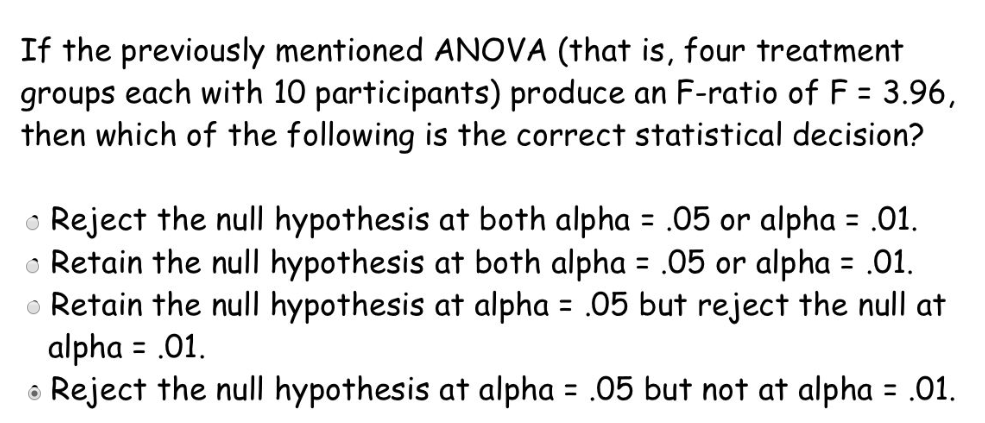 If the previously mentioned ANOVA (that is, four treatment
groups each with 10 participants) produce an F-ratio of F = 3.96,
then which of the following is the correct statistical decision?
Reject the null hypothesis at both alpha = .05 or alpha = .01.
Retain the null hypothesis at both alpha = .05 or alpha = .01.
Retain the null hypothesis at alpha = .05 but reject the null at
alpha = .01.
Reject the null hypothesis at alpha = .05 but not at alpha = .01.